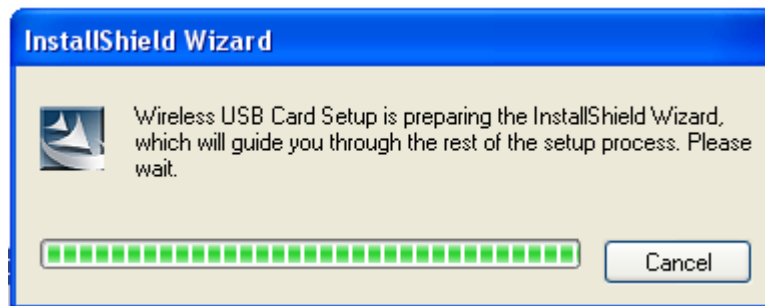 InstallShield Wizard
Wireless USB Card Setup is preparing the InstallShield Wizard,
which will guide you through the rest of the setup process. Please
wait.
Cancel